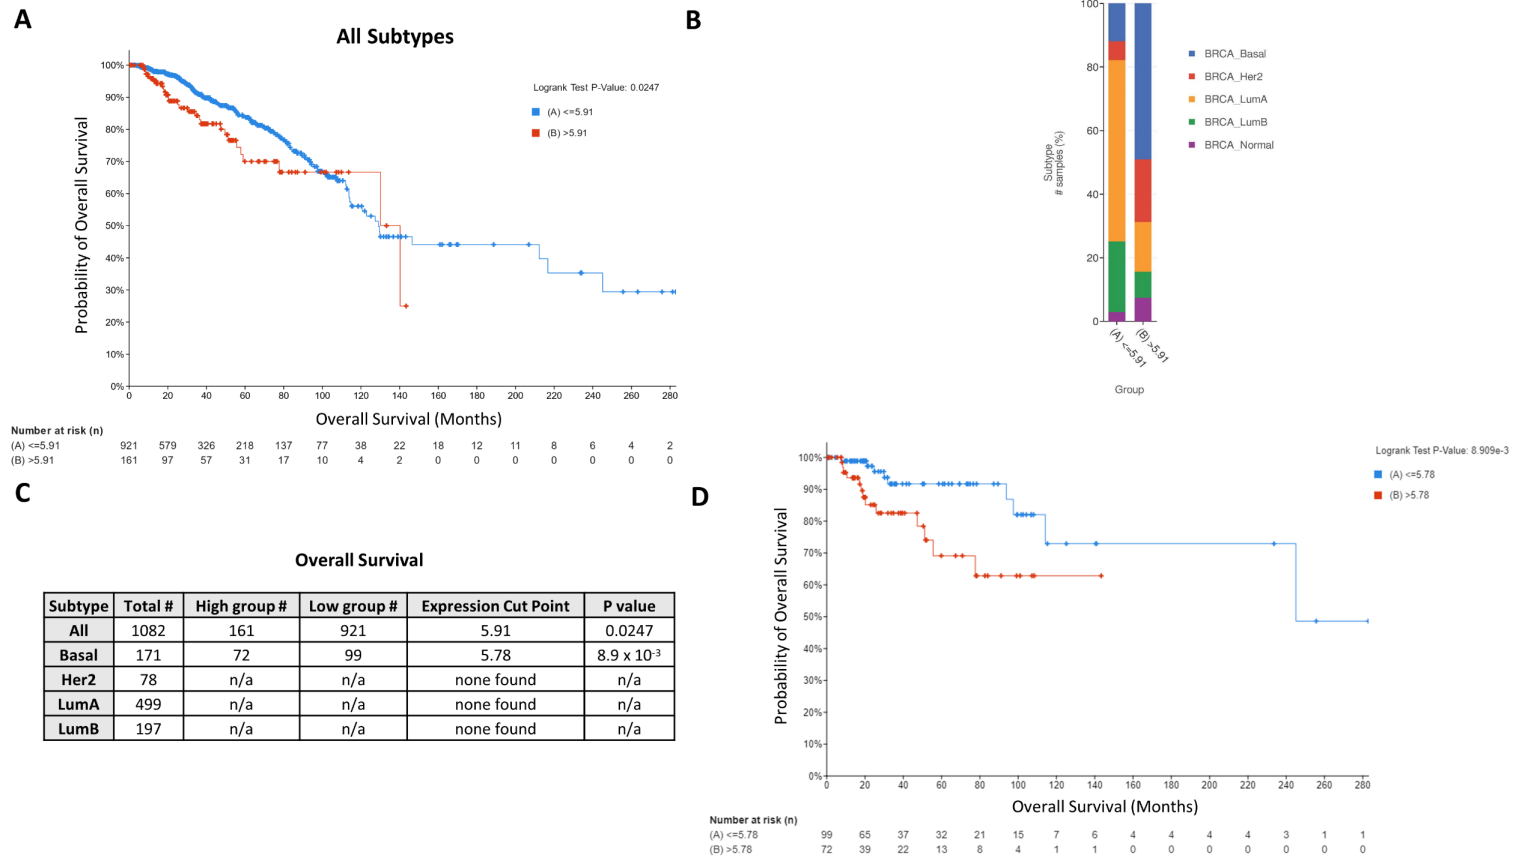 A
All Subtypes
Probability of Overall Survival
100%
90%
80%
70%
60%
50%
40%
30%
20%
10%
0%
Logrank Test P-Value: 0.0247
(A) <=5.91
(B) >5.91
0 20 40 60 80 100 120 140 160 180 200 220 240 260 280
Overall Survival (Months)
Number at risk (n)
(A) <=5.91 921 579 326 218 137 77 38 22 18 12 11 8 6 4 2
(B) >5.91 161 97 57 31 17 10 4 2 0 0 0 0 0 0 0
B
Subtype
# samples (%)
100
80
60
40
20
0
BRCA_Basal
BRCA_Her2
BRCA_LumA
BRCA_LumB
BRCA_Normal
(A) <=5.91
(B) >5.91
Group
C
Overall Survival
Subtype Total # High group # Low group # Expression Cut Point P value
All 1082 161 921 5.91 0.0247
Basal 171 72 99 5.78 8.9 x 10-3
Her2 78 n/a n/a none found n/a
LumA 499 n/a n/a none found n/a
LumB 197 n/a n/a none found n/a
D
Probability of Overall Survival
100%
90%
80%
70%
60%
50%
40%
30%
20%
10%
0%
Logrank Test P-Value: 8.909e-3
(A) <=5.78
(B) >5.78
0 20 40 60 80 100 120 140 160 180 200 220 240 260 280
Overall Survival (Months)
Number at risk (n)
(A) <=5.78 99 65 37 32 21 15 7 6 4 4 4 4 3 1 1
(B) >5.78 72 39 22 13 8 4 1 1 0 0 0 0 0 0 0